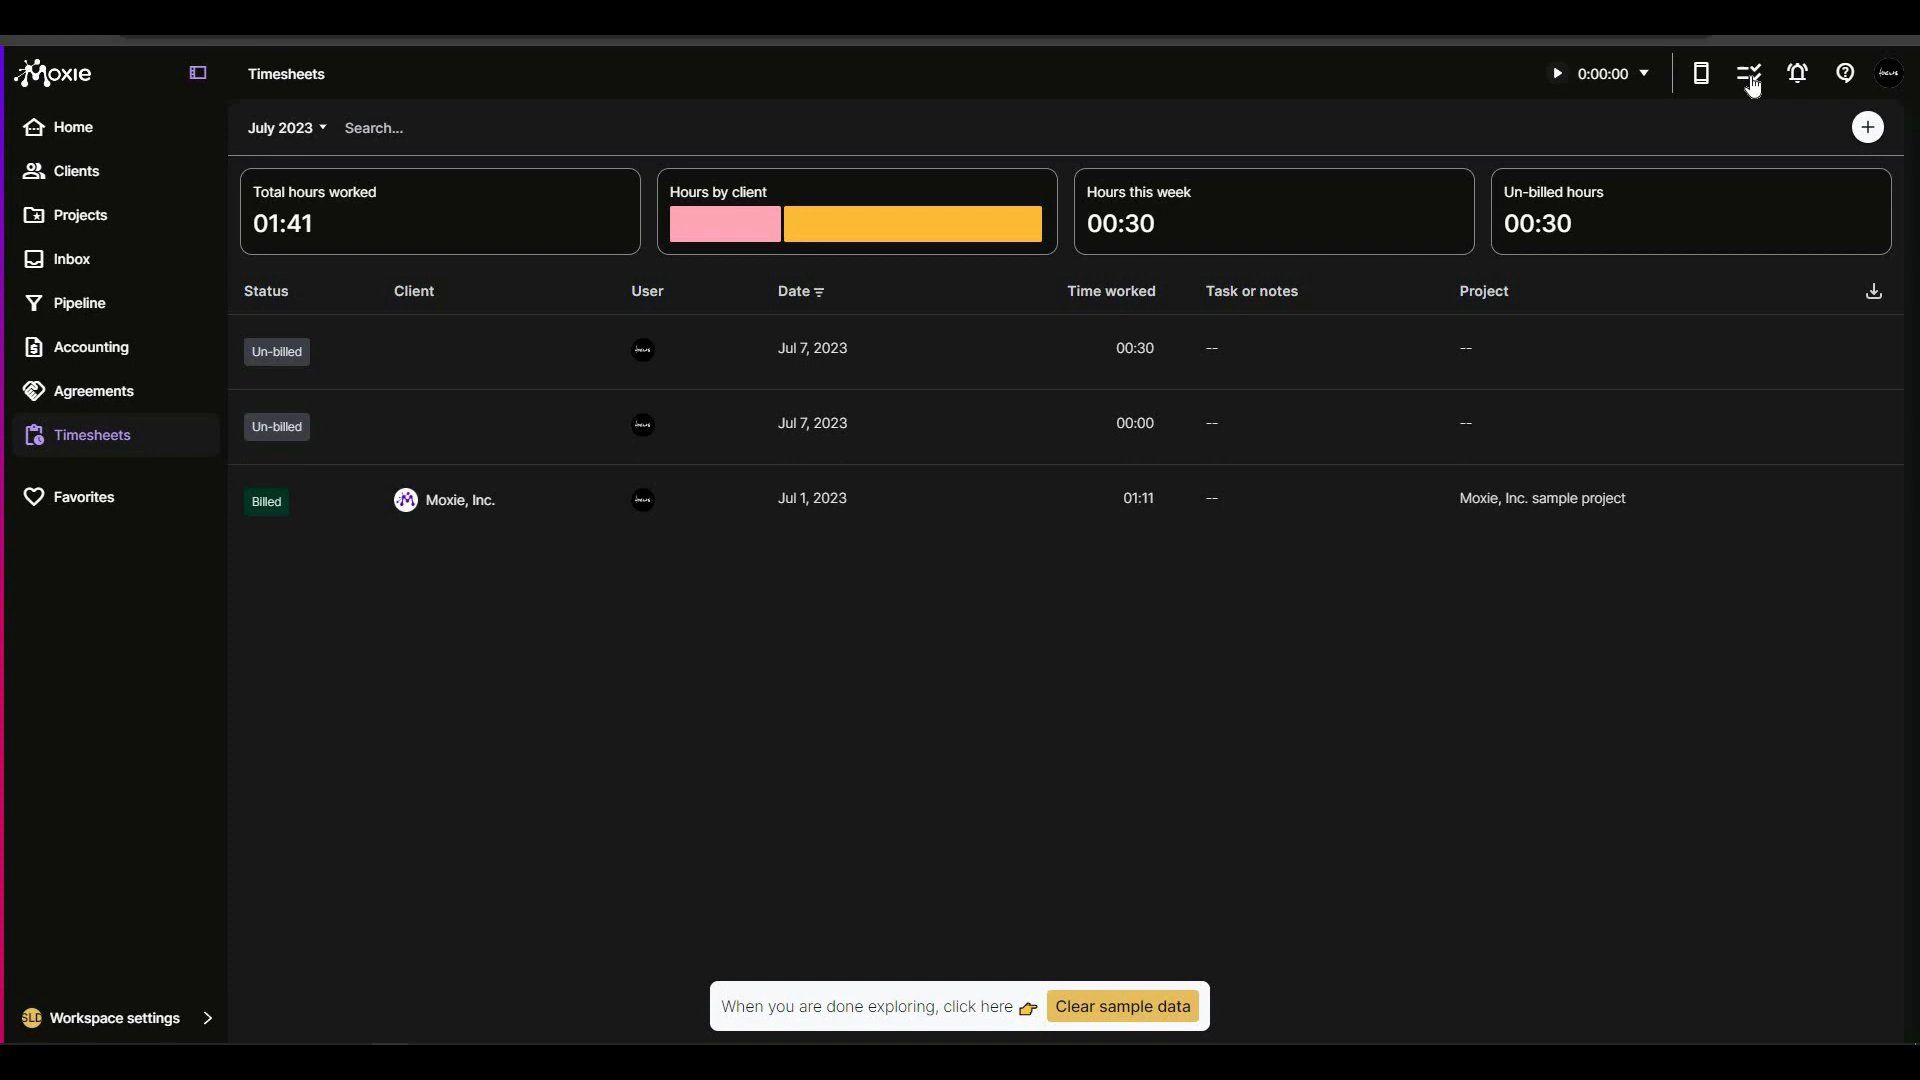 Moxie
Timesheets
0:00:00
Home
Clients
Projects
Inbox
Pipeline
Accounting
Agreements
Timesheets
Favorites
Workspace settings
July 2023
Search...
Total hours worked
01:41
Hours by client
Hours this week
00:30
Un-billed hours
00:30
Status Client User Date Time worked Task or notes Project
Un-billed Jul 7, 2023 00:30 -- --
Un-billed Jul 7, 2023 00:00 -- --
Billed Moxie, Inc. Jul 1, 2023 01:11 -- Moxie, Inc. sample project
When you are done exploring, click here 👉 Clear sample data